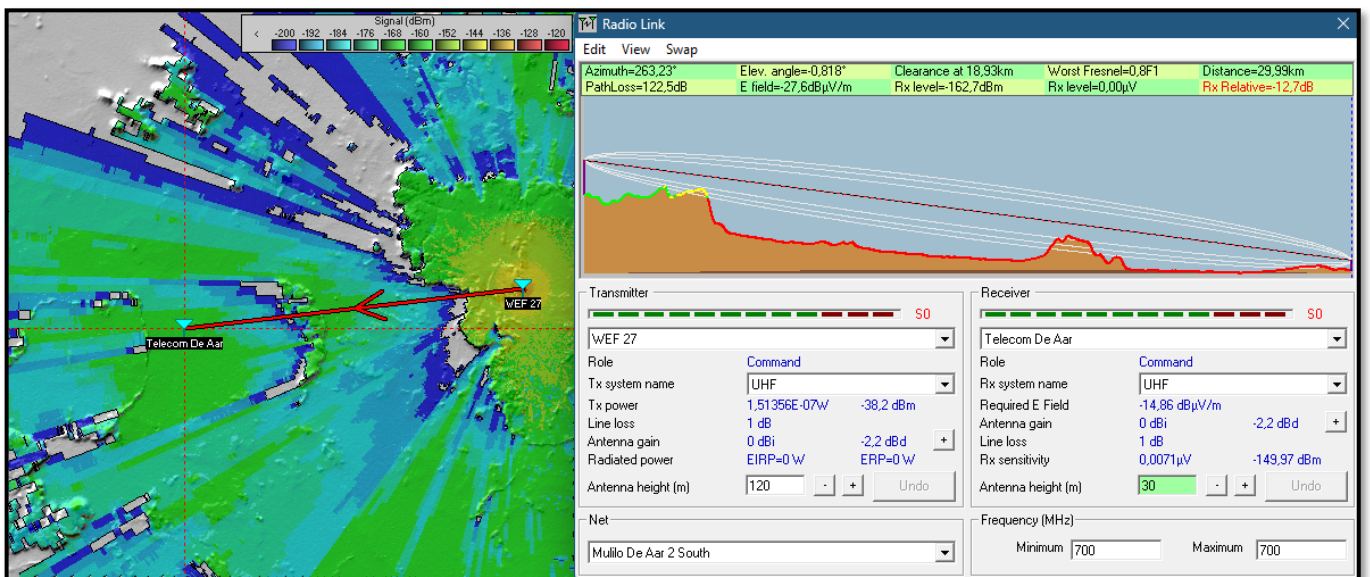 Signal (dBm)
< -200 -192 -184 -176 -168 -160 -152 -144 -136 -128 -120
WEF 27
Telecom De Aar
Radio Link
Edit View Swap
Azimuth=263,23° Elev. angle=-0,818° Clearance at 18,93km Worst Fresnel=0,8F1 Distance=29,99km
PathLoss=122,5dB E field=-27,6dBµV/m Rx level=-162,7dBm Rx level=0,00µV Rx Relative=-12,7dB
Transmitter
S0
WEF 27
Role Command
Tx system name UHF
Tx power 1,51356E-07W -38,2 dBm
Line loss 1 dB
Antenna gain 0 dBi -2,2 dBd +
Radiated power EIRP=0 W ERP=0 W
Antenna height (m) 120 - + Undo
Net
Mulilo De Aar 2 South
Receiver
S0
Telecom De Aar
Role Command
Rx system name UHF
Required E Field -14,86 dBµV/m
Antenna gain 0 dBi -2,2 dBd +
Line loss 1 dB
Rx sensitivity 0,0071µV -149,97 dBm
Antenna height (m) 30 - + Undo
Frequency (MHz)
Minimum 700 Maximum 700